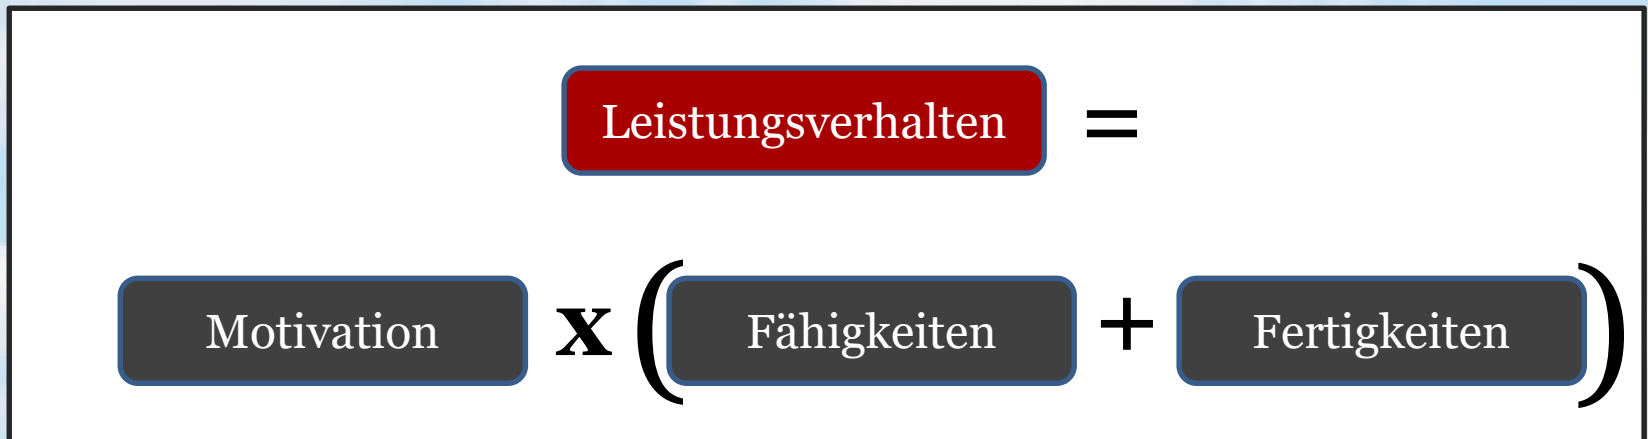 Leistungsverhalten =
Motivation x (Fähigkeiten + Fertigkeiten)